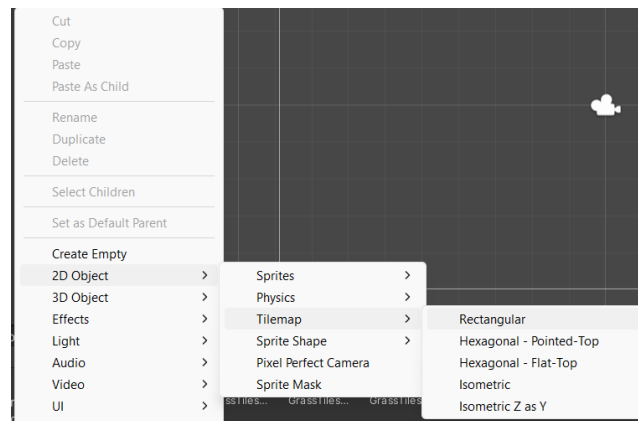 Cut
Copy
Paste
Paste As Child
Rename
Duplicate
Delete
Select Children
Set as Default Parent
Create Empty
2D Object
3D Object
Effects
Light
Audio
Video
UI
Sprites
Physics
Tilemap
Sprite Shape
Pixel Perfect Camera
Sprite Mask
Rectangular
Hexagonal - Pointed-Top
Hexagonal - Flat-Top
Isometric
Isometric Z as Y
GrassTiles...